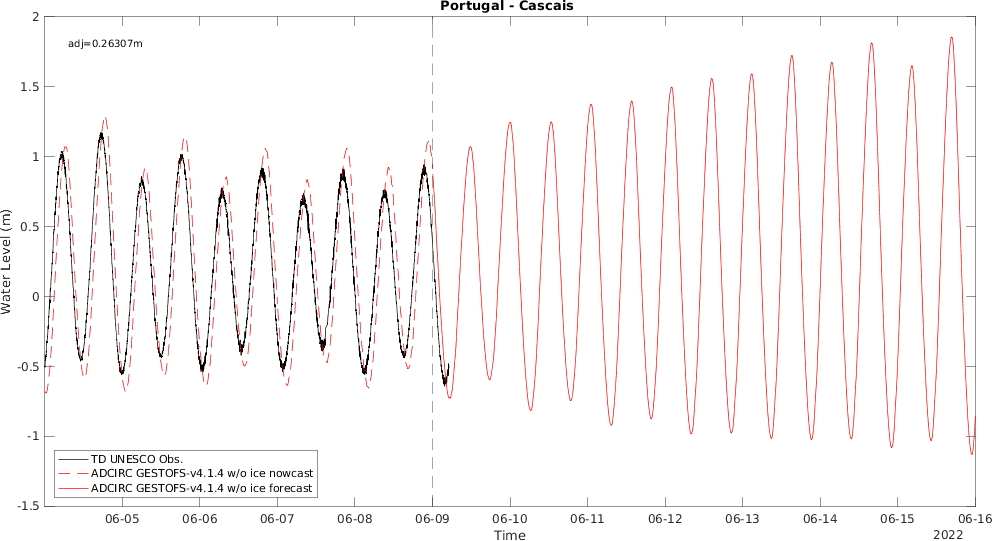 Portugal - Cascais
adj=0.26307m
2
1.5
1
0.5
0
-0.5
-1
-1.5
Water Level (m)
TD UNESCO Obs.
ADCIRC GESTOFS-v4.1.4 w/o ice nowcast
ADCIRC GESTOFS-v4.1.4 w/o ice forecast
06-05 06-06 06-07 06-08 06-09 06-10 06-11 06-12 06-13 06-14 06-15 06-16
Time
2022